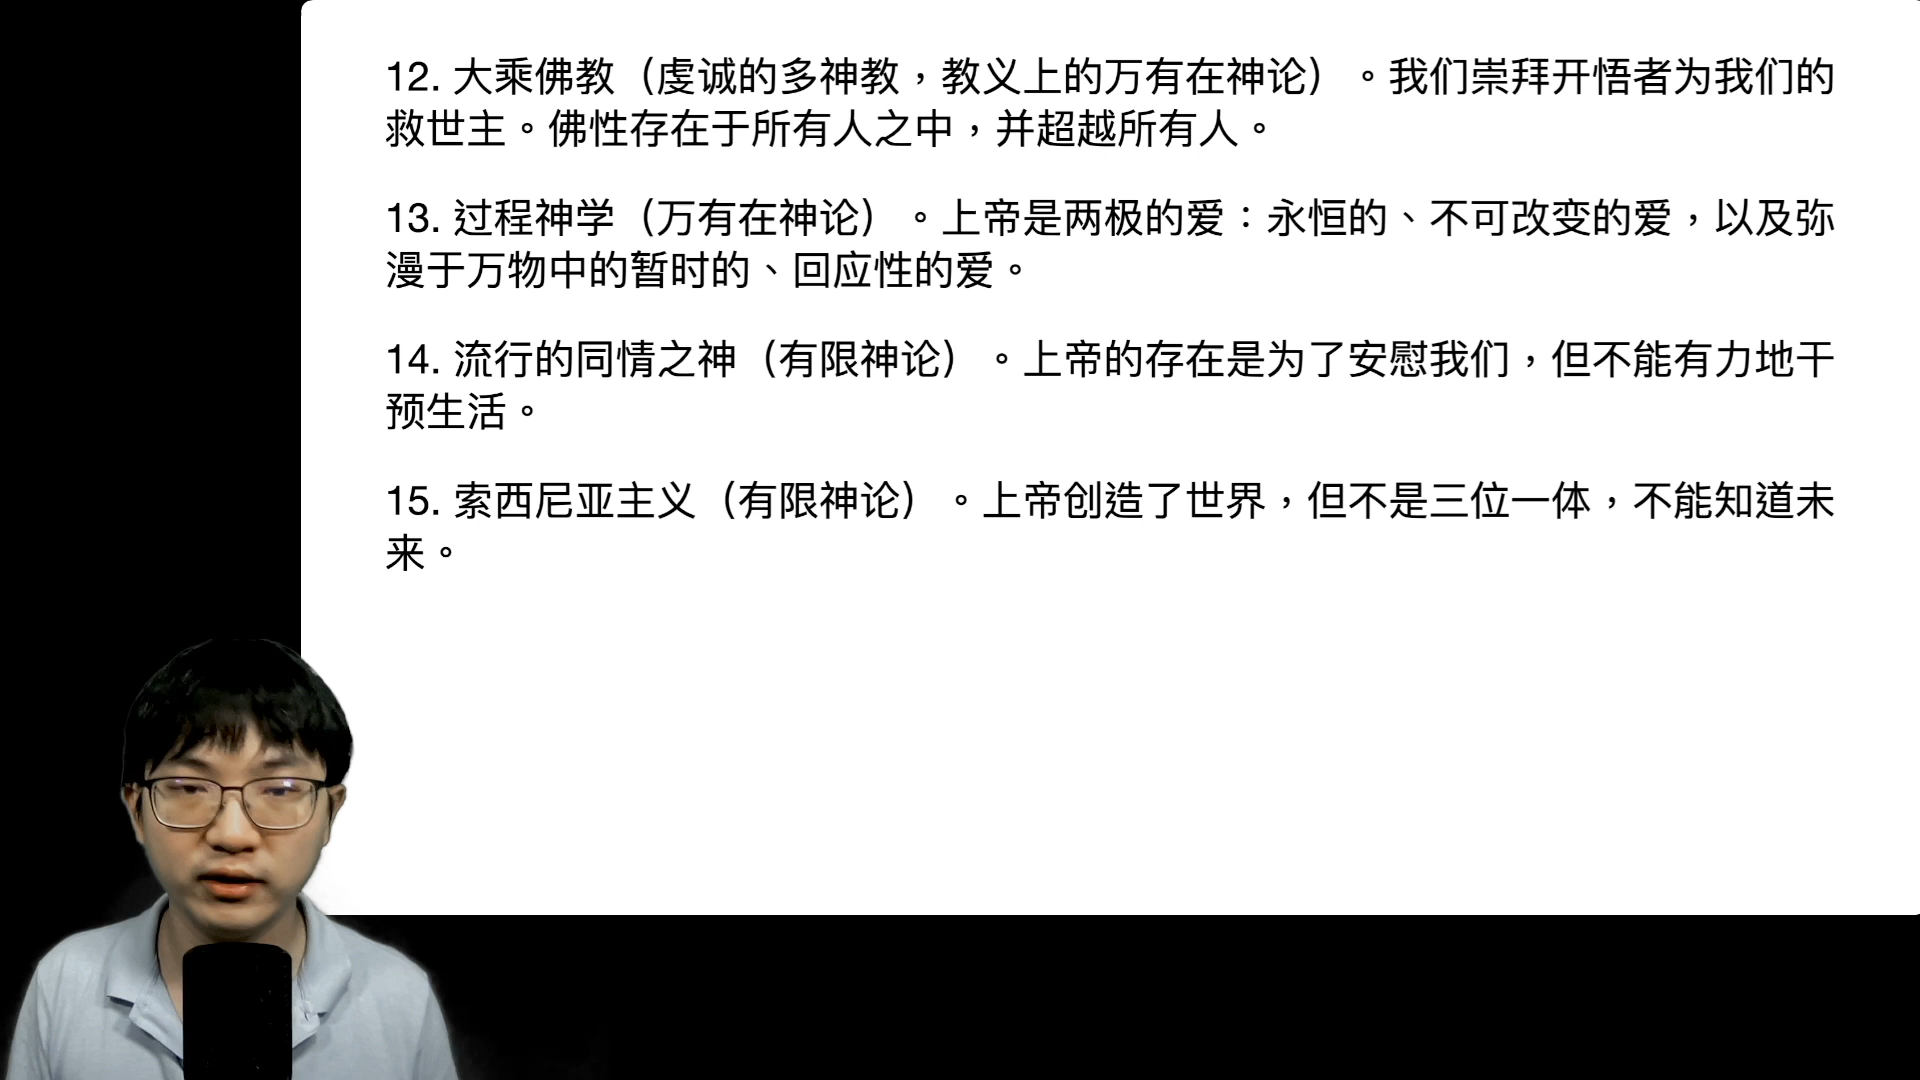 12. 大乘佛教（虔诚的多神教，教义上的万有在神论）。我们崇拜开悟者为我们的
救世主。佛性存在于所有人之中，并超越所有人。
13. 过程神学（万有在神论）。上帝是两极的爱：永恒的、不可改变的爱，以及弥
漫于万物中的暂时的、回应性的爱。
14. 流行的同情之神（有限神论）。上帝的存在是为了安慰我们，但不能有力地干
预生活。
15. 索西尼亚主义（有限神论）。上帝创造了世界，但不是三位一体，不能知道未
来。